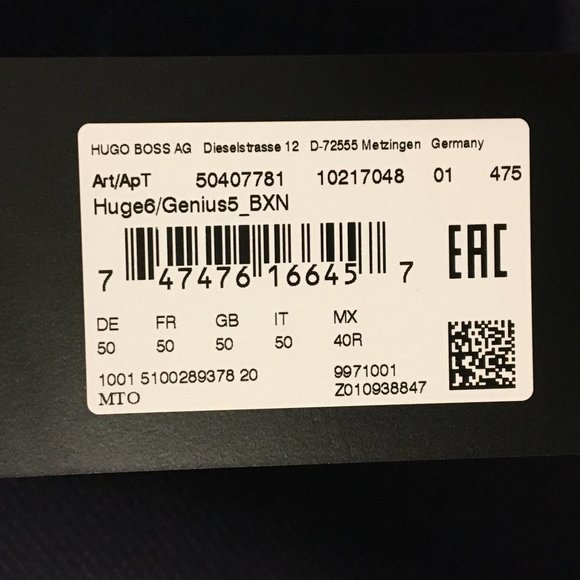 HUGO BOSS AG Dieselstrasse 12 D-72555 Metzingen Germany
Art/ApT 50407781 10217048 01 475
Huge6/Genius5_BXN
7 47476 16645 7
EAC
DE FR GB IT MX
50 50 50 50 40R
1001 5100289378 20 9971001
MTO Z010938847